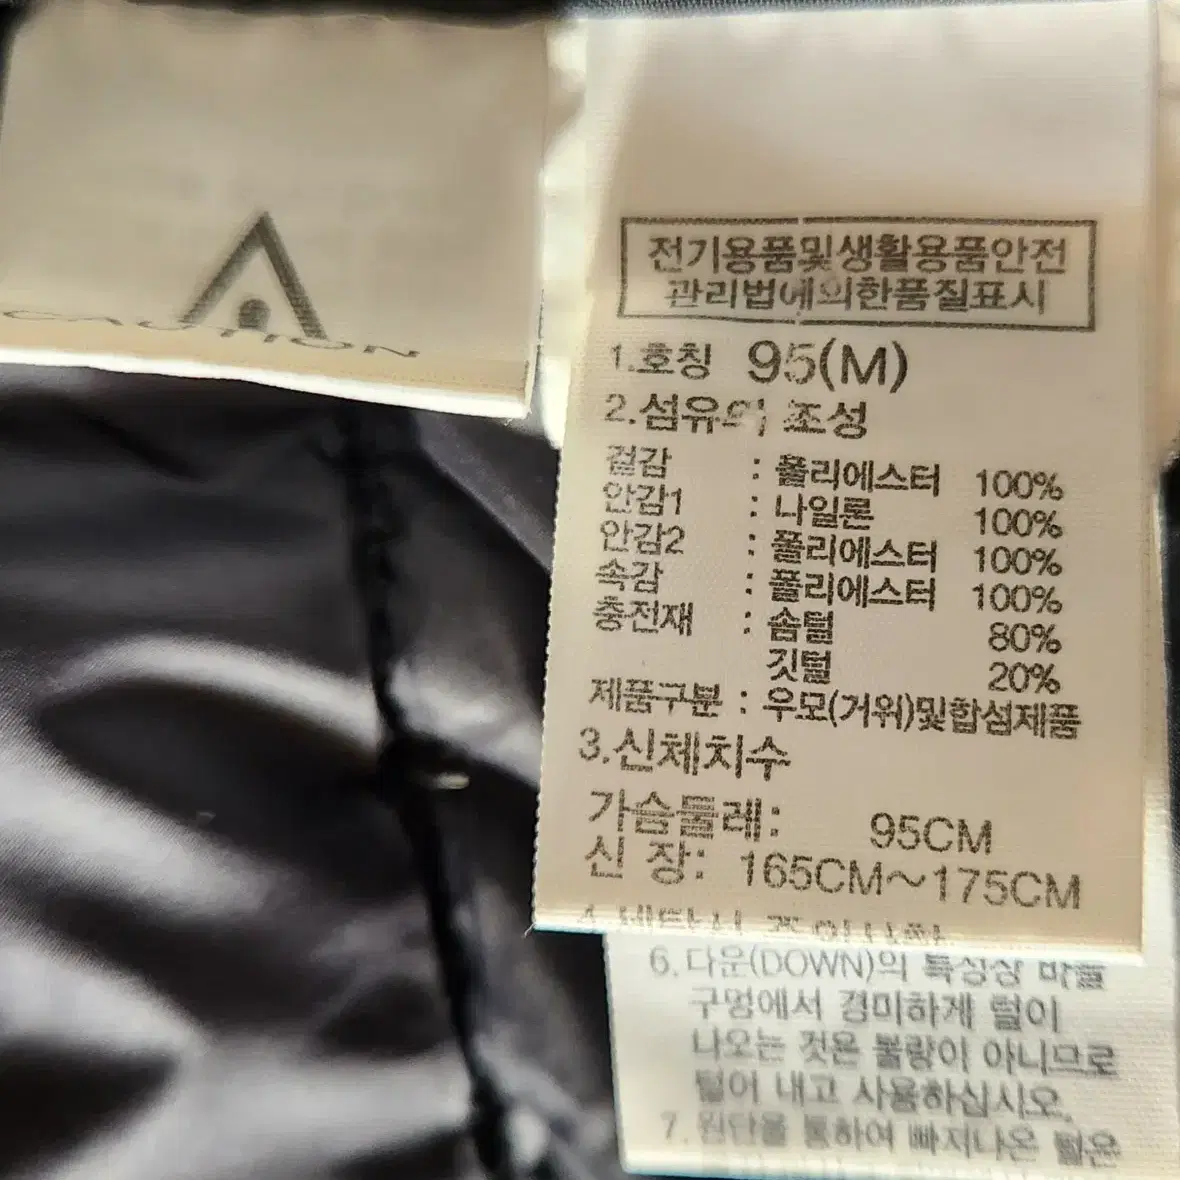 CAUTION
전기용품및생활용품안전
관리법에의한품질표시
1.호칭 95(M)
2.섬유의 조성
겉감 : 폴리에스터 100%
안감1 : 나일론 100%
안감2 : 폴리에스터 100%
속감 : 폴리에스터 100%
충전재 : 솜털 80%
깃털 20%
제품구분 : 우모(거위)및합섬제품
3.신체치수
가슴둘레: 95CM
신 장: 165CM~175CM
6.다운(DOWN)의 특성상 바늘
구멍에서 경미하게 털이
나오는 것은 불량이 아니므로
털어 내고 사용하십시오.
7.원단을 통하여 빠져나온 털은